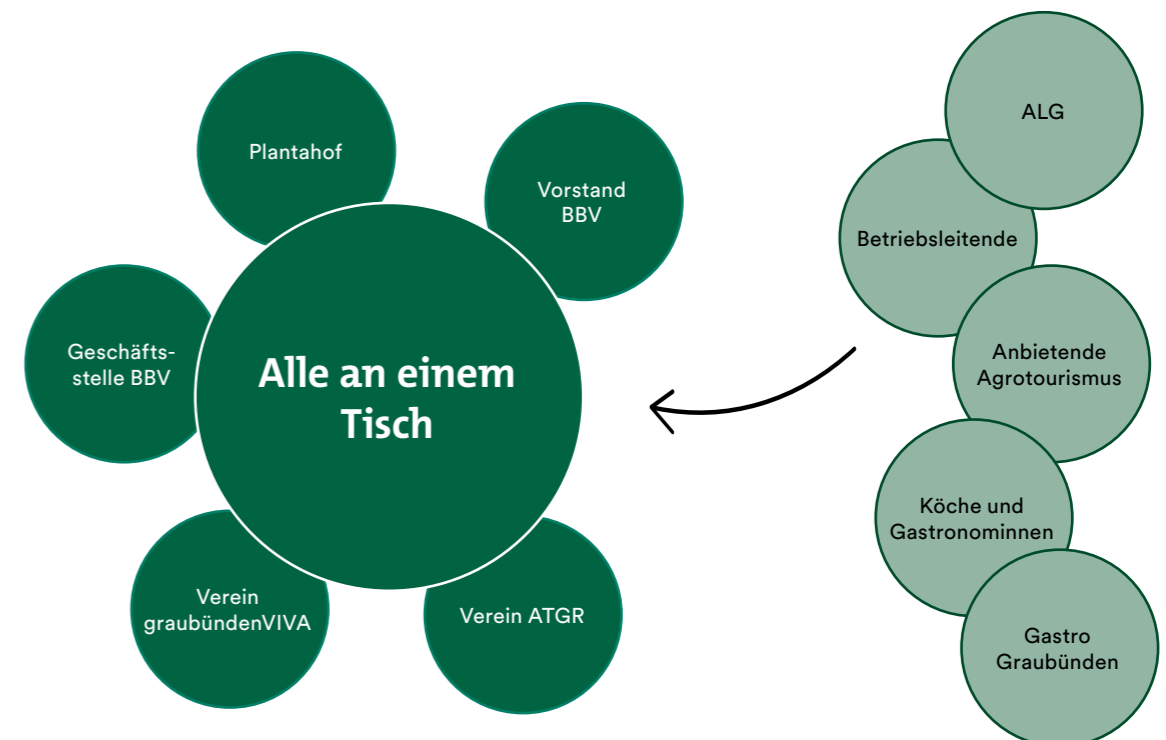 Plantahof
Vorstand
BBV
Geschäfts-
stelle BBV
Alle an einem
Tisch
Verein
graubündenVIVA
Verein ATGR
ALG
Betriebsleitende
Anbietende
Agrotourismus
Köche und
Gastronominnen
Gastro
Graubünden